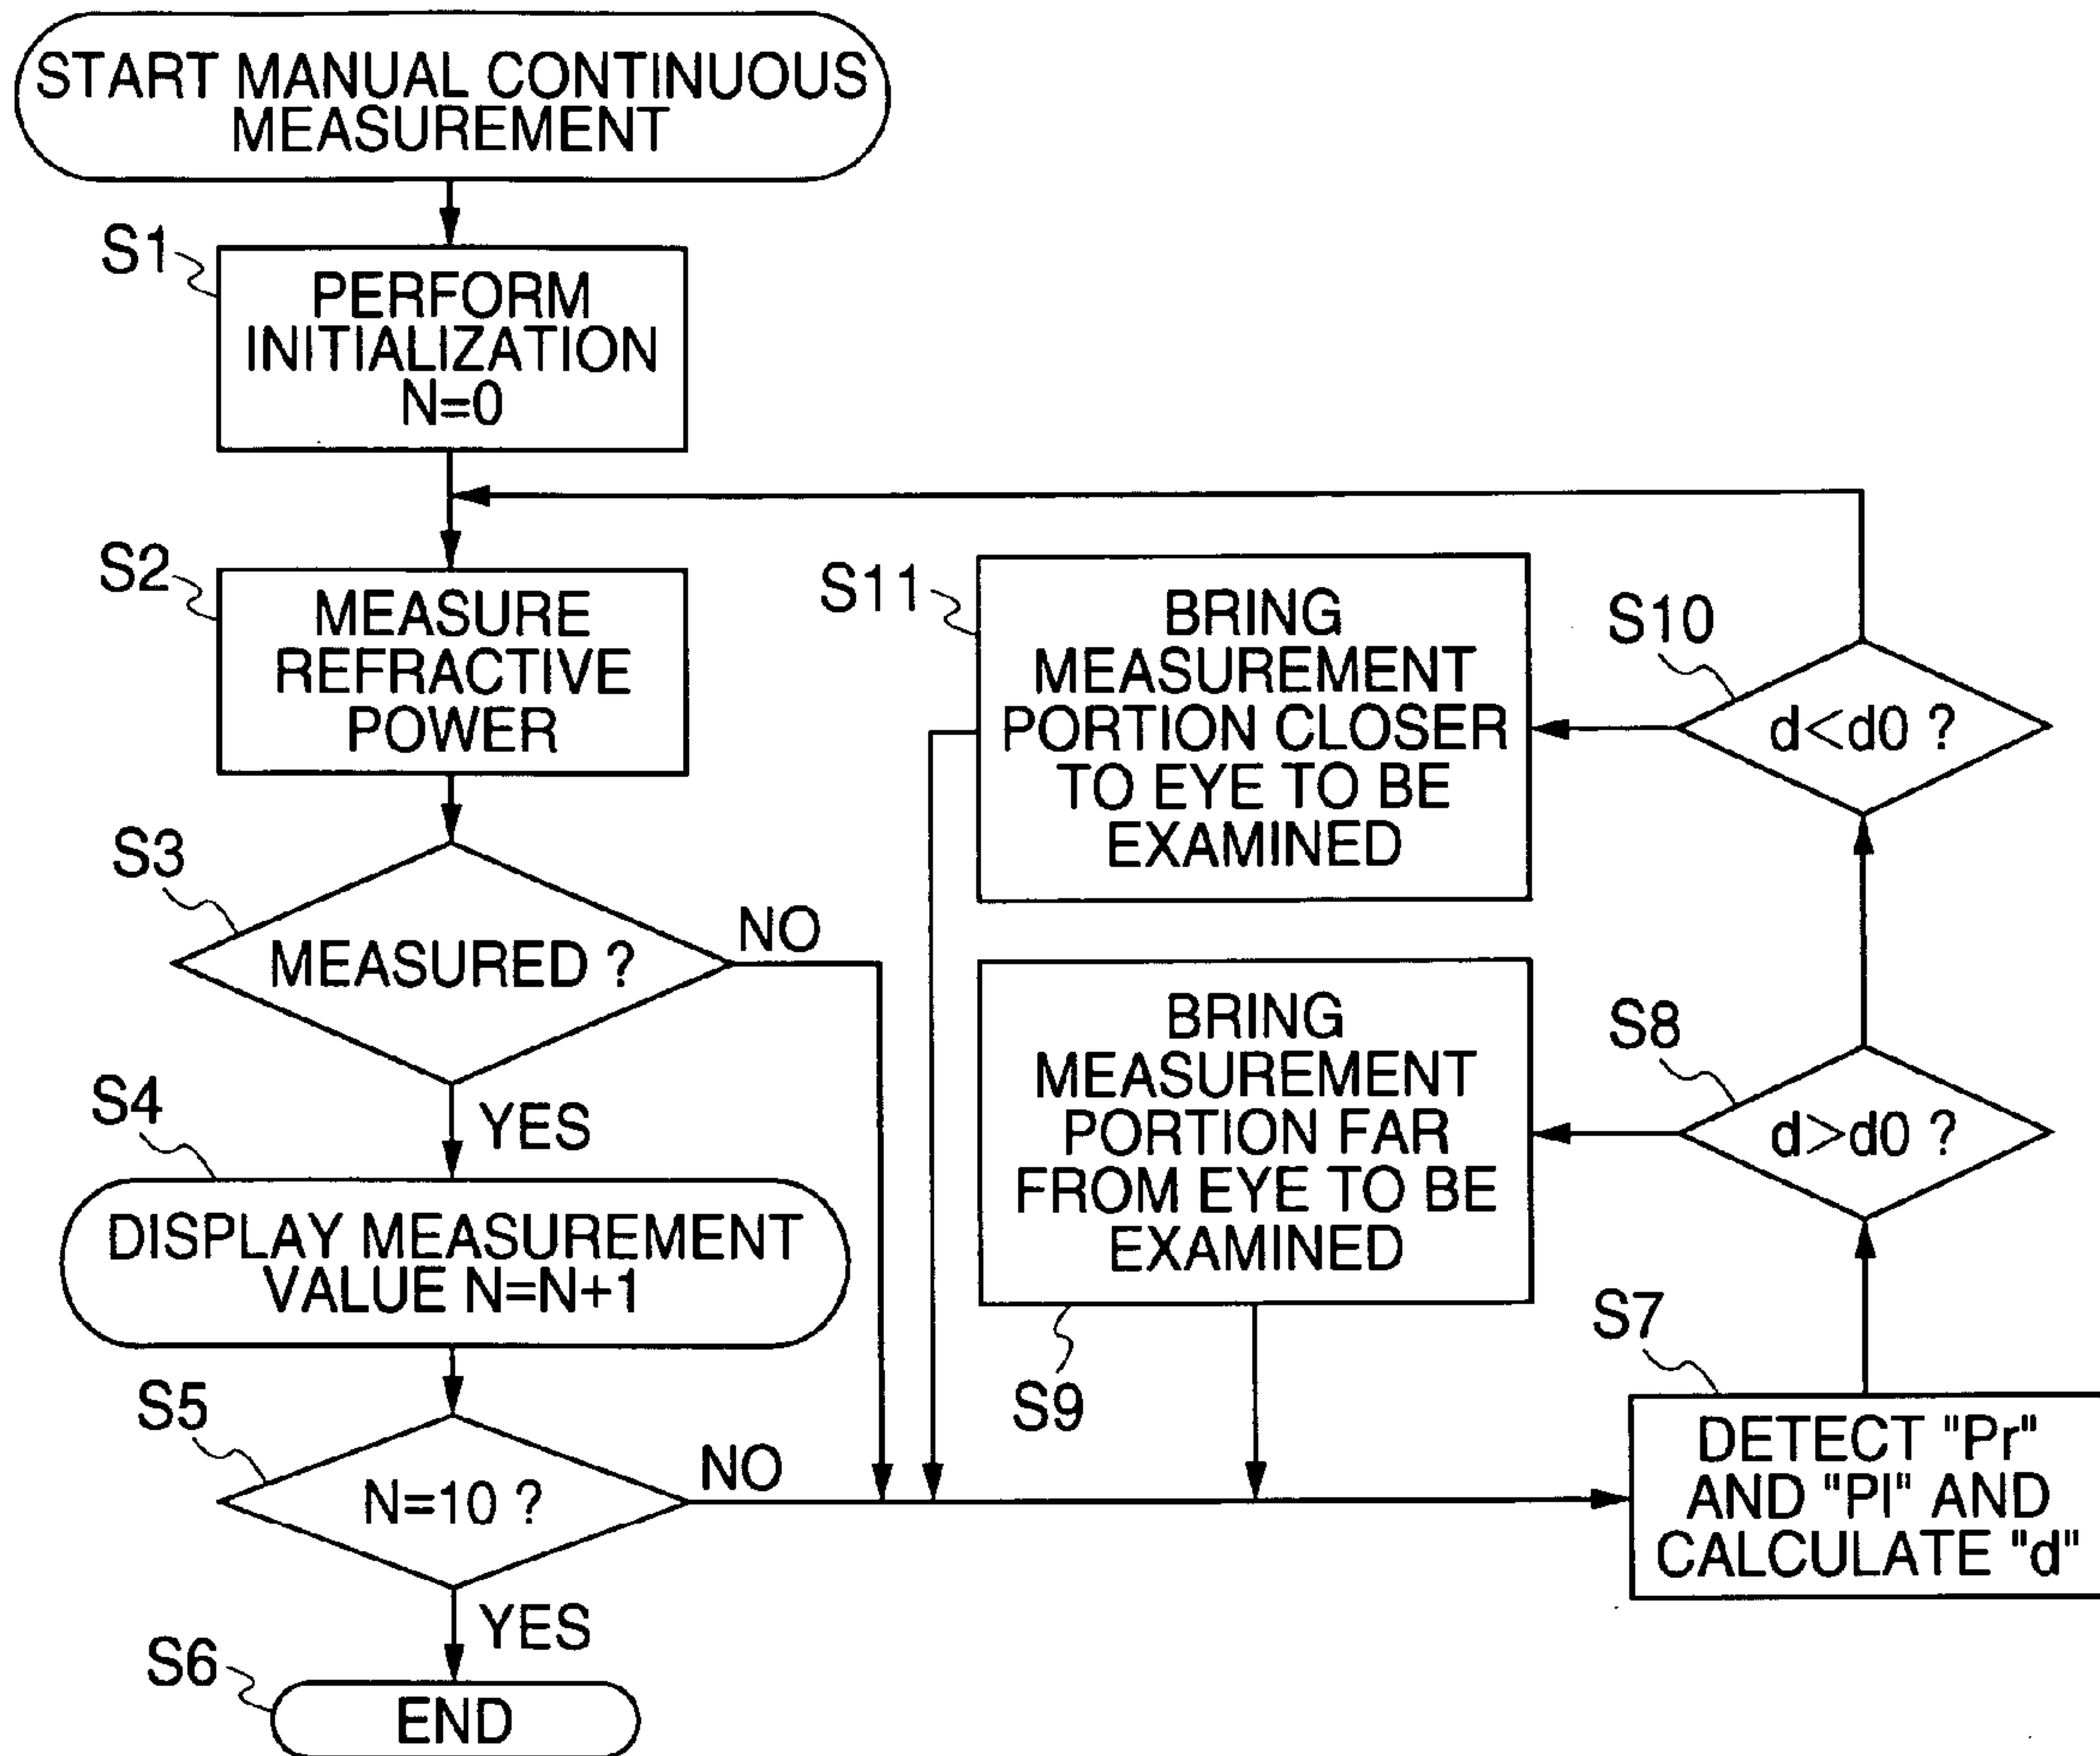 START MANUAL CONTINUOUS
MEASUREMENT
S1
PERFORM
INITIALIZATION
N=0
S2
MEASURE
REFRACTIVE
POWER
S3
MEASURED ?
NO
YES
S4
DISPLAY MEASUREMENT
VALUE N=N+1
S5
N=10 ?
NO
YES
S6
END
S7
DETECT "Pr"
AND "Pl" AND
CALCULATE "d"
S8
d>d0 ?
S9
BRING
MEASUREMENT
PORTION FAR
FROM EYE TO BE
EXAMINED
S10
d<d0 ?
S11
BRING
MEASUREMENT
PORTION CLOSER
TO EYE TO BE
EXAMINED